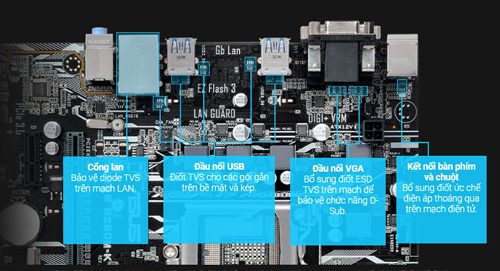 Gb Lan
EZ Flash 3
LAN GUARD
DIGI+ VRM
ATX12V
Cổng lan
Bảo vệ diode TVS
trên mạch LAN.
Đầu nối USB
Điốt TVS cho các gói gắn
trên bề mặt và kép.
Đầu nối VGA
Bổ sung điốt ESD
TVS trên mạch để
bảo vệ chức năng D-
Sub.
Kết nối bàn phím
và chuột
Bổ sung điốt ức chế
điện áp thoáng qua
trên mạch điện tử.